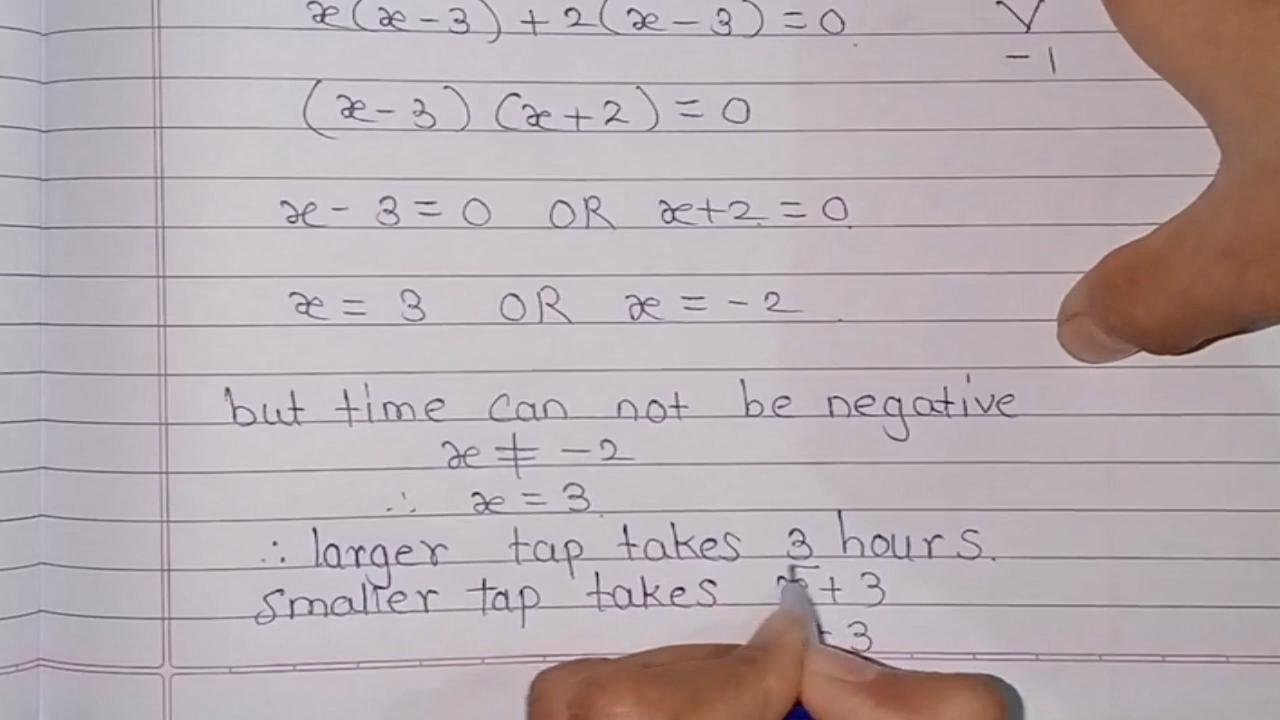 x(x-3)+2(x-3)=0
-1
(x-3)(x+2)=0
x-3=0 OR x+2=0
x=3 OR x=-2
but time can not be negative
x≠-2
∴ x=3
∴ larger tap takes 3 hours.
smaller tap takes x+3
+3